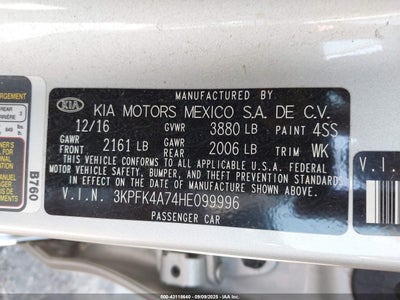 MANUFACTURED BY
KIA KIA MOTORS MEXICO S.A. DE C.V.
12/16 GVWR 3880 LB PAINT 4SS
GAWR FRONT 2161 LB GAWR REAR 2006 LB TRIM WK
THIS VEHICLE CONFORMS TO ALL APPLICABLE U.S.A. FEDERAL
MOTOR VEHICLE SAFETY, BUMPER, AND THEFT PREVENTION STANDARDS
IN EFFECT ON THE DATE OF MANUFACTURE SHOWN ABOVE.
V.I.N. 3KPFK4A74HE099996
PASSENGER CAR
B760
REAR
V.I.
000-43118640 - 09/09/2025 - IAAI.COM